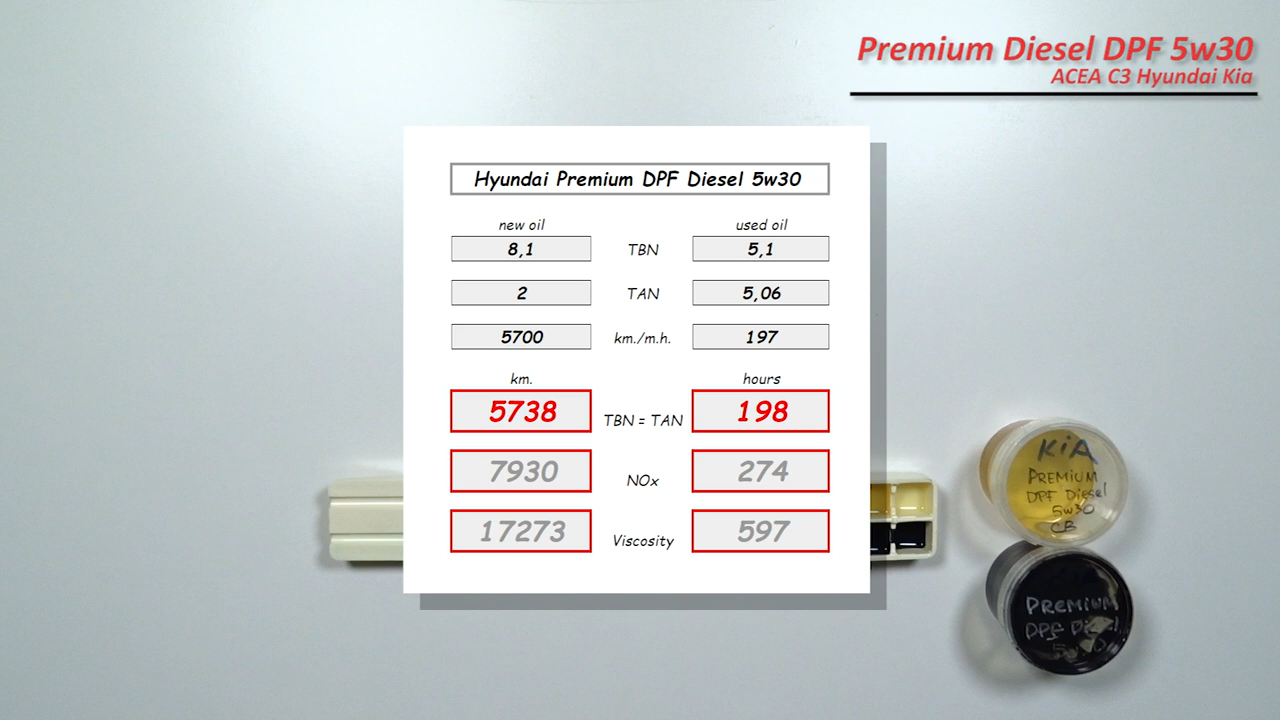 Premium Diesel DPF 5w30
ACEA C3 Hyundai Kia
Hyundai Premium DPF Diesel 5w30
new oil used oil
8,1 TBN 5,1
2 TAN 5,06
5700 km./m.h. 197
km. hours
5738 TBN = TAN 198
7930 NOx 274
17273 Viscosity 597
KiA
PREMIUM
DPF Diesel
5w30
CB
PREMIUM
DPF Diesel